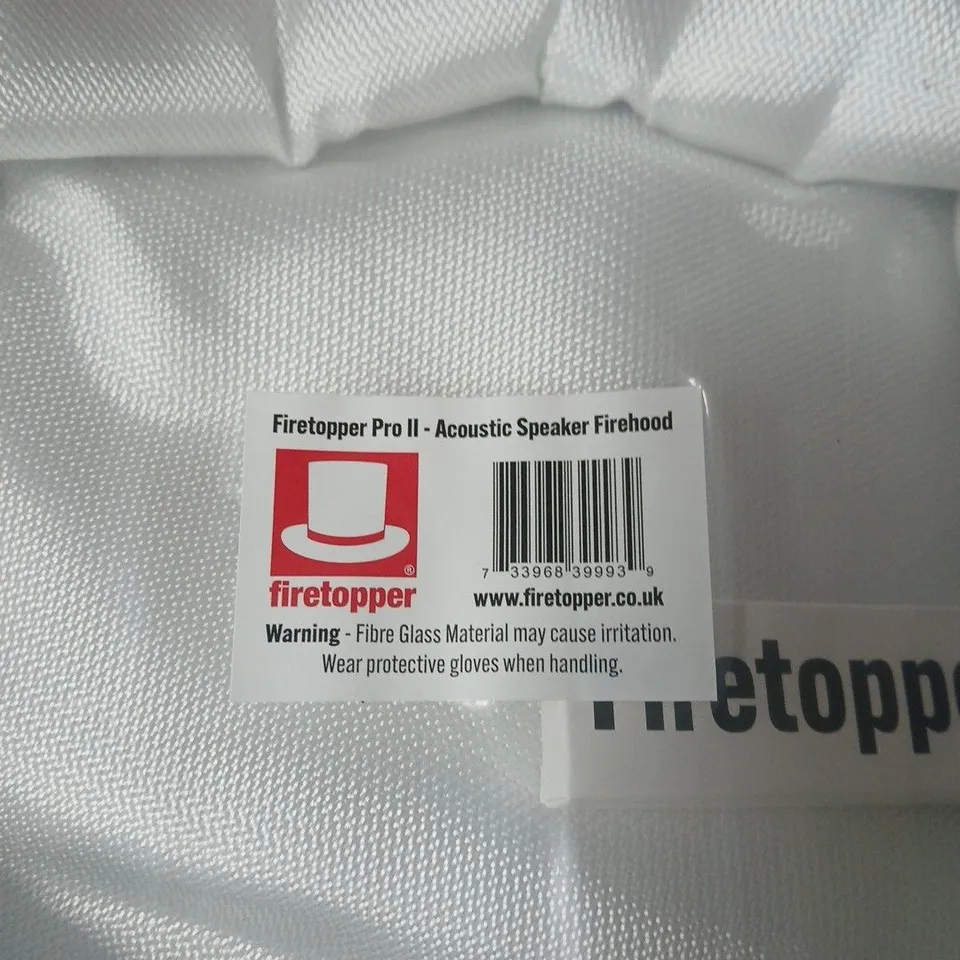 Firetopper Pro II - Acoustic Speaker Firehood
®
firetopper
7 33968 39993 9
www.firetopper.co.uk
Warning - Fibre Glass Material may cause irritation.
Wear protective gloves when handling.
Firetoppe